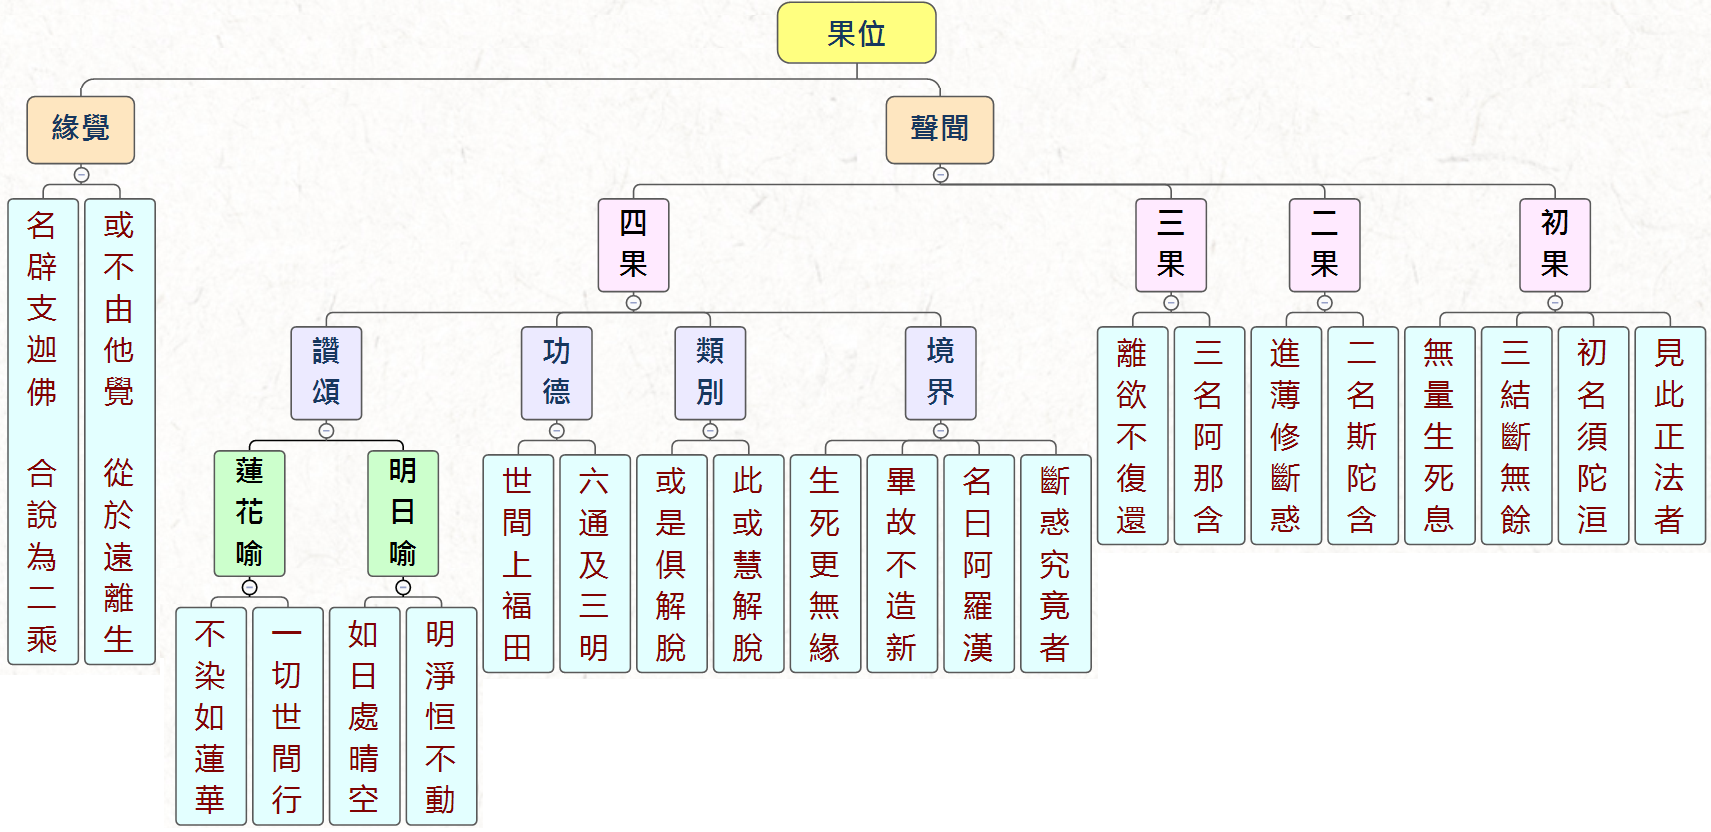 果位
聲聞
初果
見此正法者
初名須陀洹
三結斷無餘
無量生死息
二果
二名斯陀含
進薄修斷惑
三果
三名阿那含
離欲不復還
四果
境界
斷惑究竟者
名曰阿羅漢
畢故不造新
生死更無緣
類別
此或慧解脫
或是俱解脫
功德
六通及三明
世間上福田
讚頌
明日喻
明淨恒不動
如日處晴空
蓮花喻
一切世間行
不染如蓮華
緣覺
或不由他覺 從於遠離生
名辟支迦佛 合說為二乘